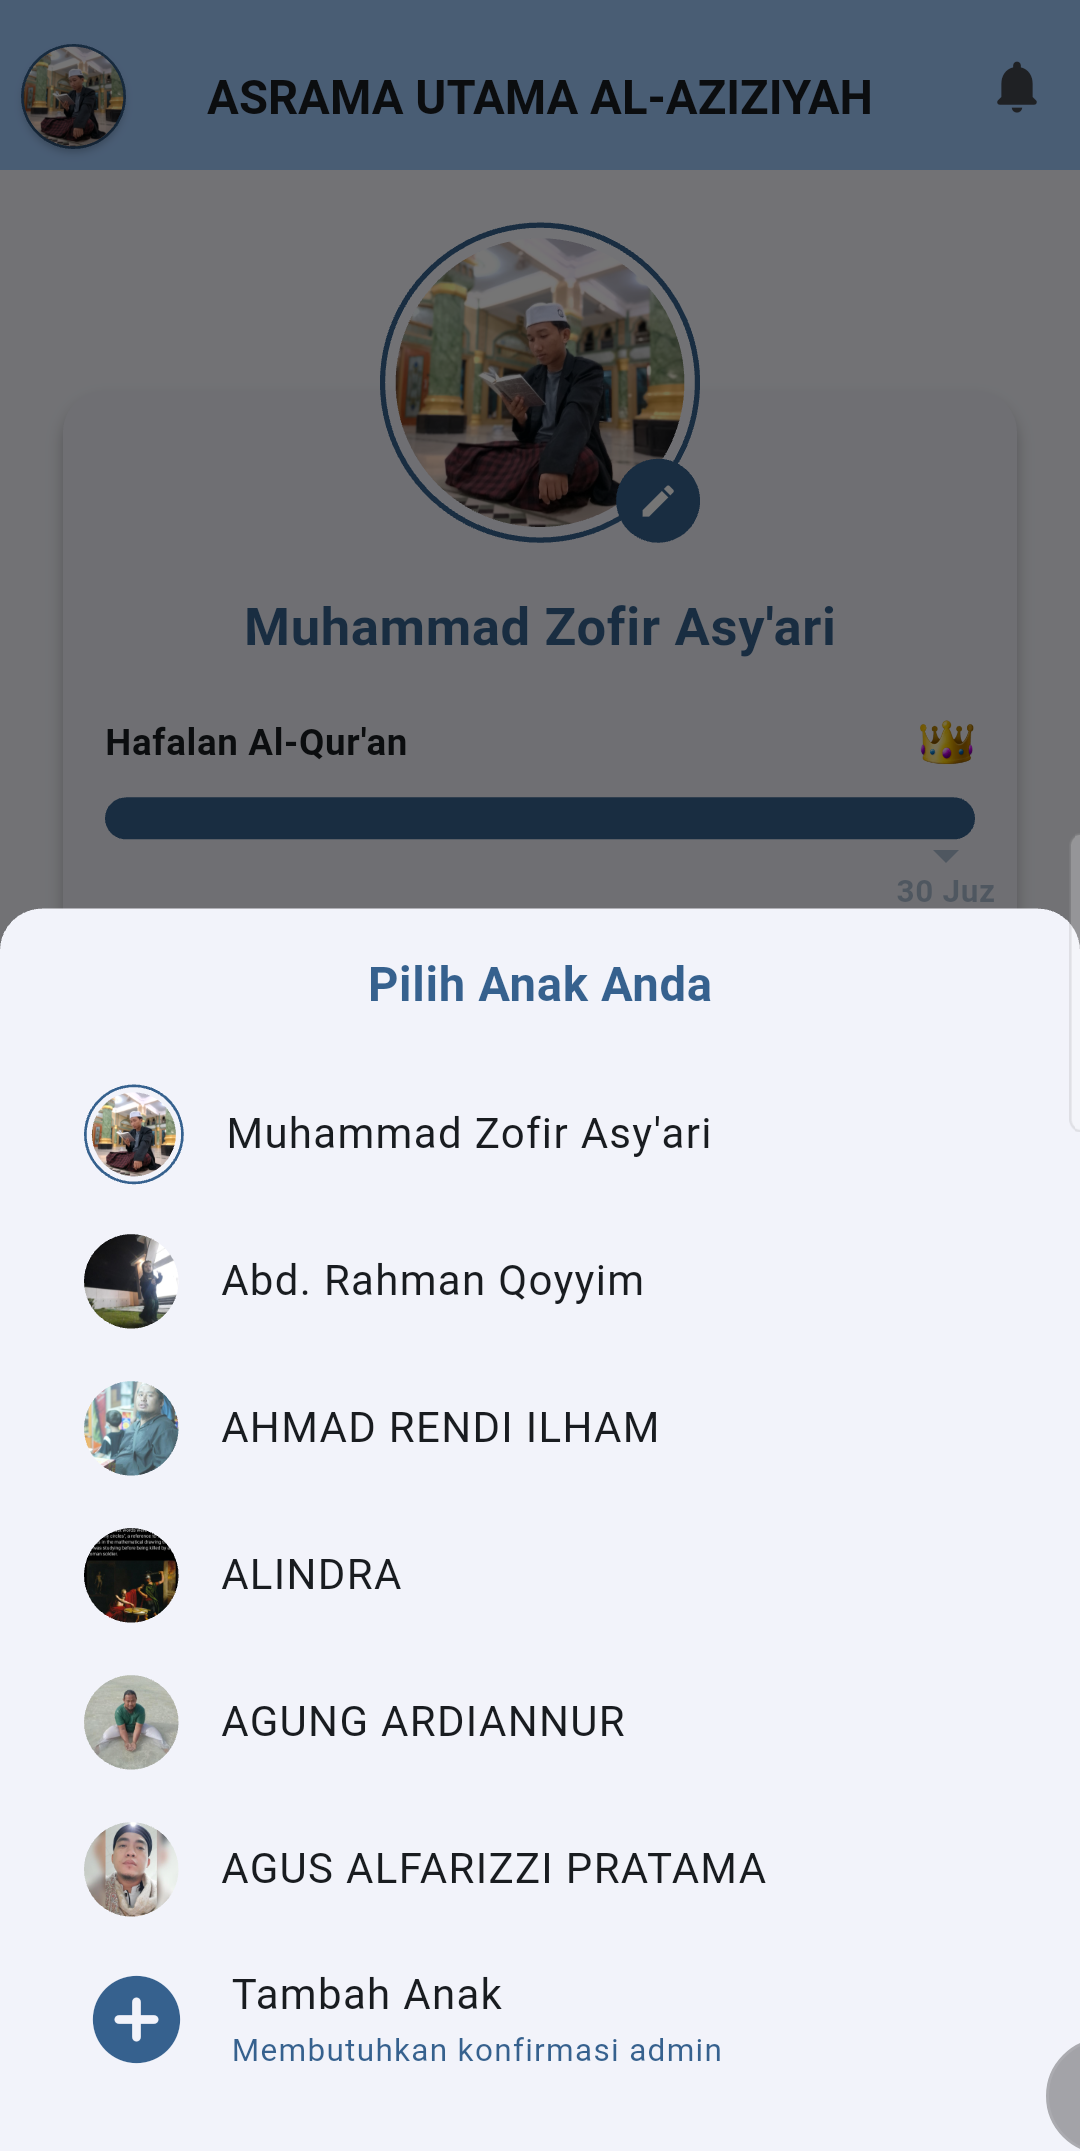 ASRAMA UTAMA AL-AZIZIYAH
Muhammad Zofir Asy'ari
Hafalan Al-Qur'an
30 Juz
Pilih Anak Anda
Muhammad Zofir Asy'ari
Abd. Rahman Qoyyim
AHMAD RENDI ILHAM
ALINDRA
AGUNG ARDIANNUR
AGUS ALFARIZZI PRATAMA
Tambah Anak
Membutuhkan konfirmasi admin